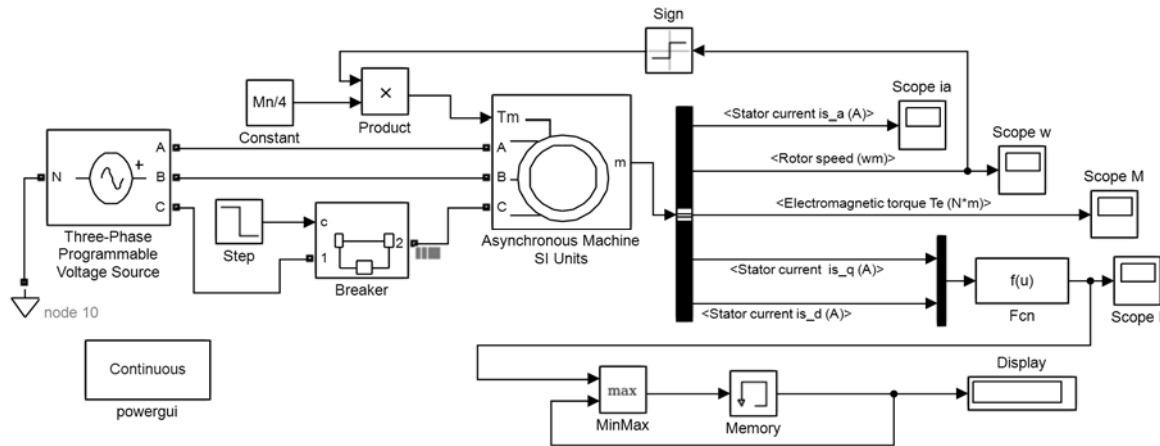 Sign
Scope ia
Mn/4
Constant
×
Product
Tm
A
B
C
m
Asynchronous Machine
SI Units
<Stator current is_a (A)>
<Rotor speed (wm)>
Scope w
<Electromagnetic torque Te (N*m)>
Scope M
<Stator current is_q (A)>
<Stator current is_d (A)>
f(u)
Fcn
Scope
N
+
A
B
C
Three-Phase
Programmable
Voltage Source
Step
c
1
2
Breaker
node 10
Continuous
powergui
max
MinMax
Memory
Display